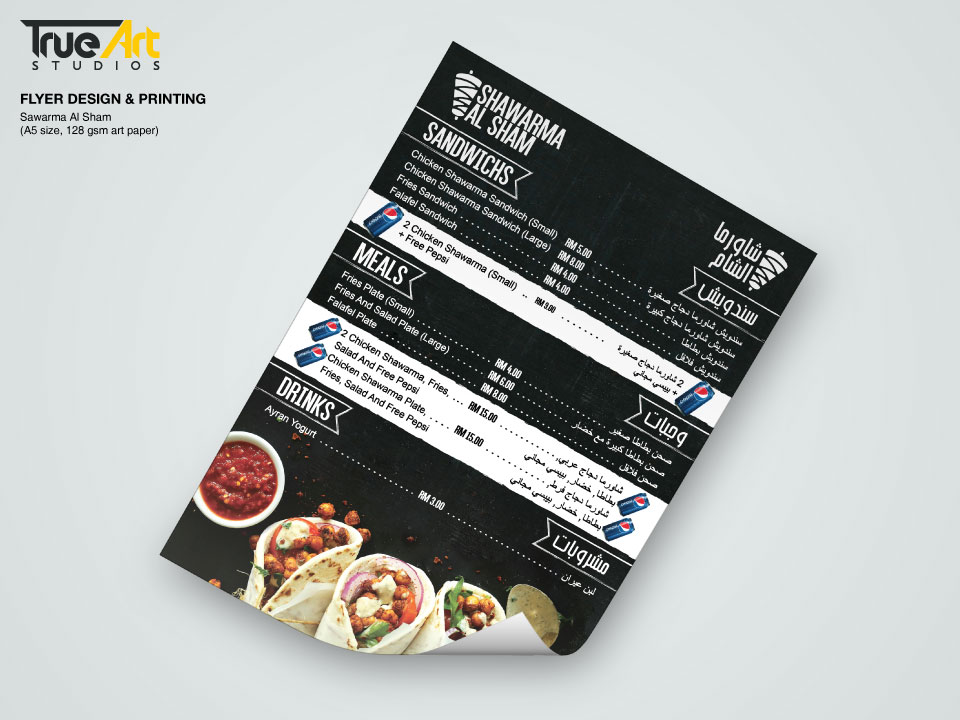 TrueArt
STUDIOS
FLYER DESIGN & PRINTING
Sawarma Al Sham
(A5 size, 128 gsm art paper)
SHAWARMA
AL SHAM
شاورما
الشام
SANDWICHS
سندويش
Chicken Shawarma Sandwich (Small) RM 5.00 سندويش شاورما دجاج صغيرة
Chicken Shawarma Sandwich (Large) RM 8.00 سندويش شاورما دجاج كبيرة
Fries Sandwich RM 4.00 سندويش بطاطا
Falafel Sandwich RM 4.00 سندويش فلافل
2 Chicken Shawarma (Small) .. RM 9.00 2 شاورما دجاج صغيرة
+ Free Pepsi + بيبسي مجاني
MEALS
وجبات
Fries Plate (Small) RM 4.00 صحن بطاطا صغير
Fries And Salad Plate (Large) RM 6.00 صحن بطاطا كبيرة مع خضار
Falafel Plate RM 8.00 صحن فلافل
2 Chicken Shawarma, Fries, ... RM 15.00 شاورما دجاج عربي,
Salad And Free Pepsi بطاطا, خضار, بيبسي مجاني
Chicken Shawarma Plate, .... RM 15.00 شاورما دجاج فرط,
Fries, Salad And Free Pepsi بطاطا, خضار, بيبسي مجاني
DRINKS
مشروبات
Ayran Yogurt RM 3.00 لبن عيران